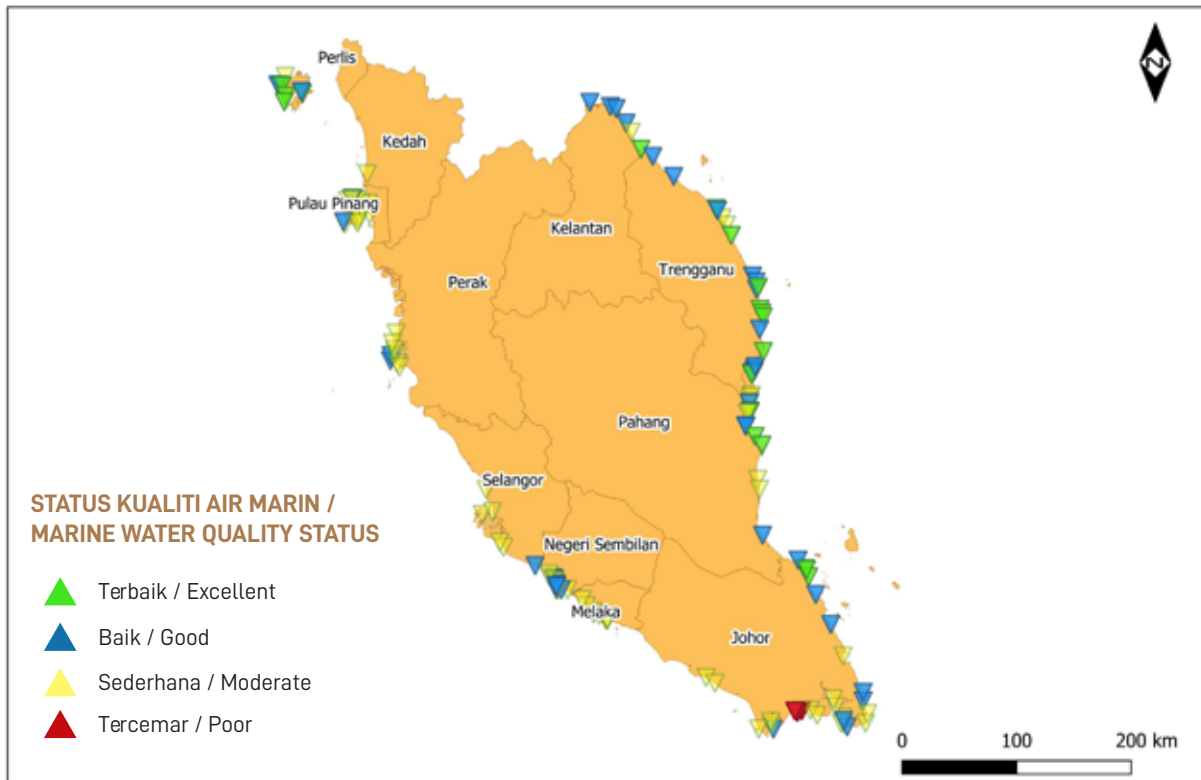 Perlis
Kedah
Pulau Pinang
Kelantan
Trengganu
Perak
Pahang
Selangor
Negeri Sembilan
Melaka
Johor
N
STATUS KUALITI AIR MARIN /
MARINE WATER QUALITY STATUS
Terbaik / Excellent
Baik / Good
Sederhana / Moderate
Tercemar / Poor
0 100 200 km